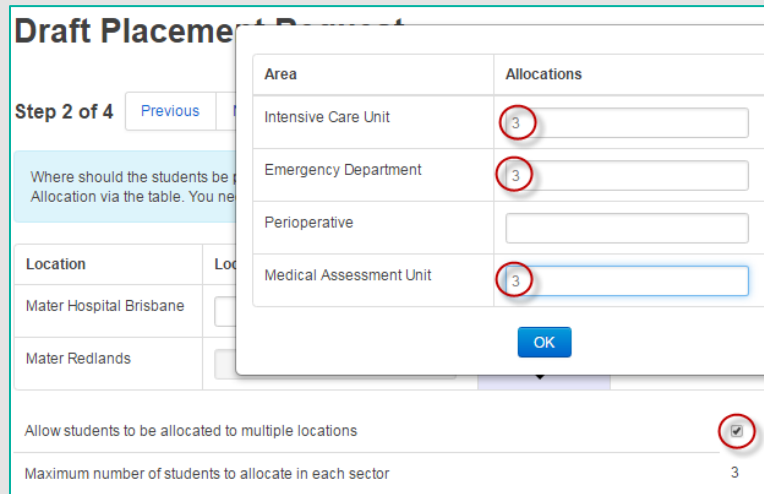 Draft Placement Request
Step 2 of 4 Previous
Where should the students be
Allocation via the table. You
Location
Mater Hospital Brisbane
Mater Redlands
Area Allocations
Intensive Care Unit 3
Emergency Department 3
Perioperative
Medical Assessment Unit 3
OK
Allow students to be allocated to multiple locations
Maximum number of students to allocate in each sector 3